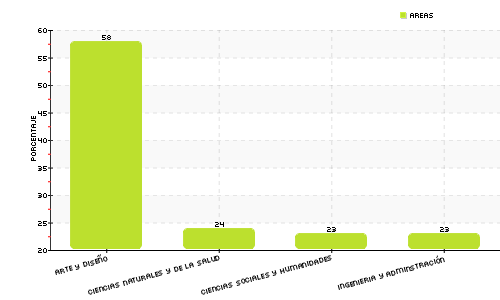 AREAS
PORCENTAJE
60
55
50
45
40
35
30
25
20
58
24
23
23
ARTE Y DISEÑO
CIENCIAS NATURALES Y DE LA SALUD
CIENCIAS SOCIALES Y HUMANIDADES
INGENIERIA Y ADMINSTRACIÓN